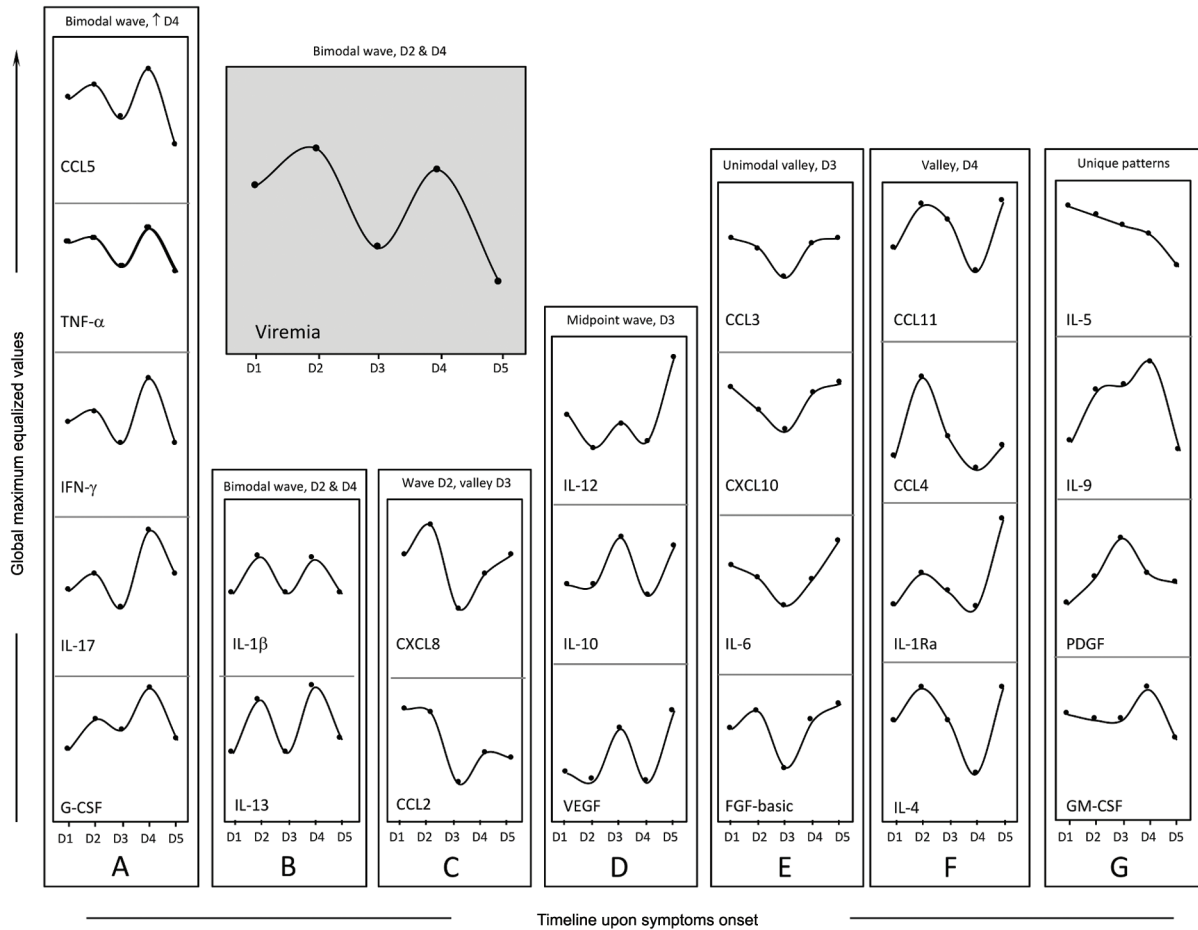 Bimodal wave, ↑ D4
CCL5
TNF-α
IFN-γ
IL-17
G-CSF
D1 D2 D3 D4 D5
A
Bimodal wave, D2 & D4
Viremia
D1 D2 D3 D4 D5
Bimodal wave, D2 & D4
IL-1β
IL-13
D1 D2 D3 D4 D5
B
Wave D2, valley D3
CXCL8
CCL2
D1 D2 D3 D4 D5
C
Midpoint wave, D3
IL-12
IL-10
VEGF
D1 D2 D3 D4 D5
D
Unimodal valley, D3
CCL3
CXCL10
IL-6
FGF-basic
D1 D2 D3 D4 D5
E
Valley, D4
CCL11
CCL4
IL-1Ra
IL-4
D1 D2 D3 D4 D5
F
Unique patterns
IL-5
IL-9
PDGF
GM-CSF
D1 D2 D3 D4 D5
G
Global maximum equalized values
Timeline upon symptoms onset